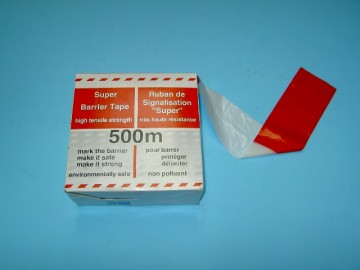 Super
Barrier Tape
high tensile strength
Ruban de
Signalisation
"Super"
très haute résistance
500m
mark the barrier
make it safe
make it strong
pour barrer
protéger
délimiter
environmentally safe
non polluant